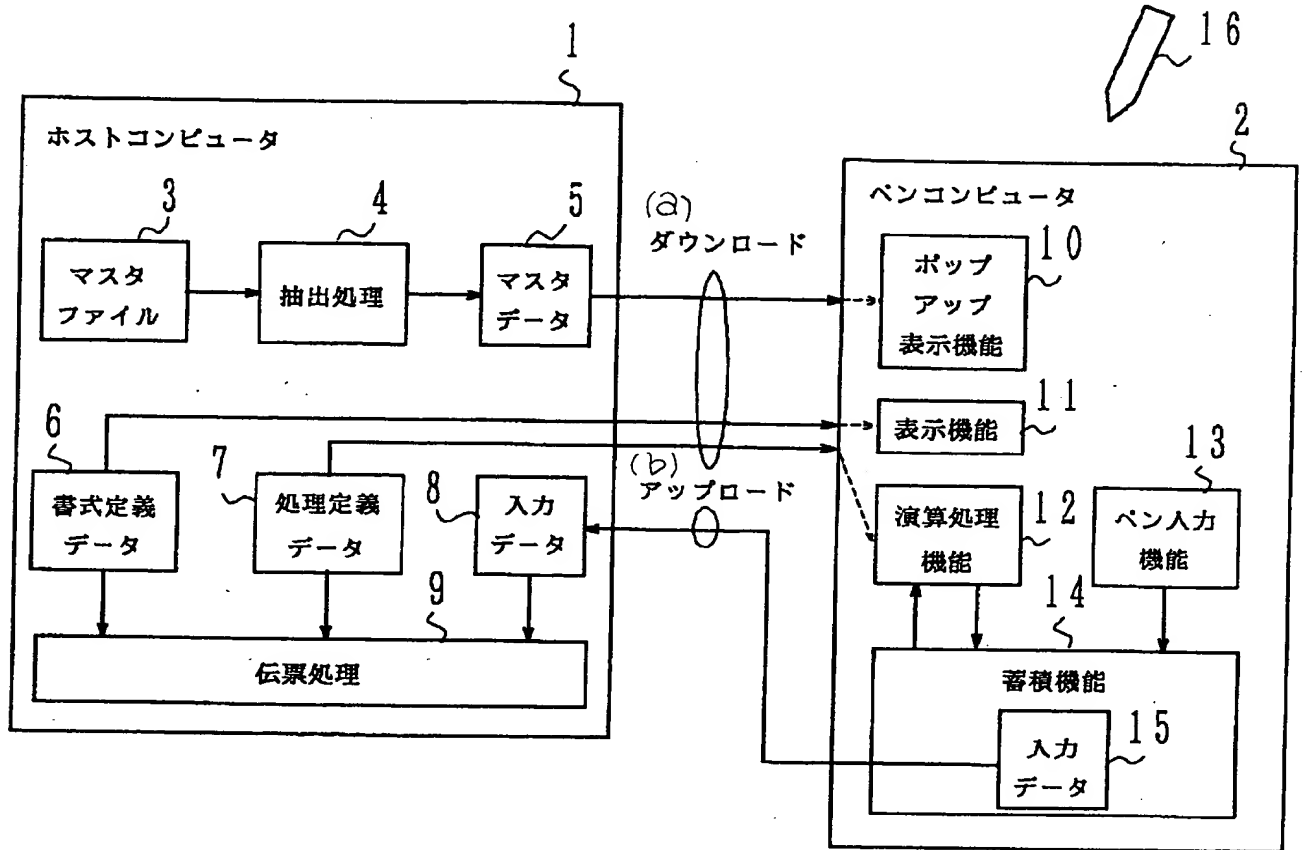 16
1
2
ホストコンピュータ
ペンコンピュータ
3
4
5
(a)
ダウンロード
10
マスタ
ファイル
抽出処理
マスタ
データ
ポップ
アップ
表示機能
11
表示機能
6
7
8
(b)
アップロード
13
書式定義
データ
処理定義
データ
入力
データ
演算処理
機能
12
ペン入力
機能
9
14
伝票処理
蓄積機能
入力
データ
15